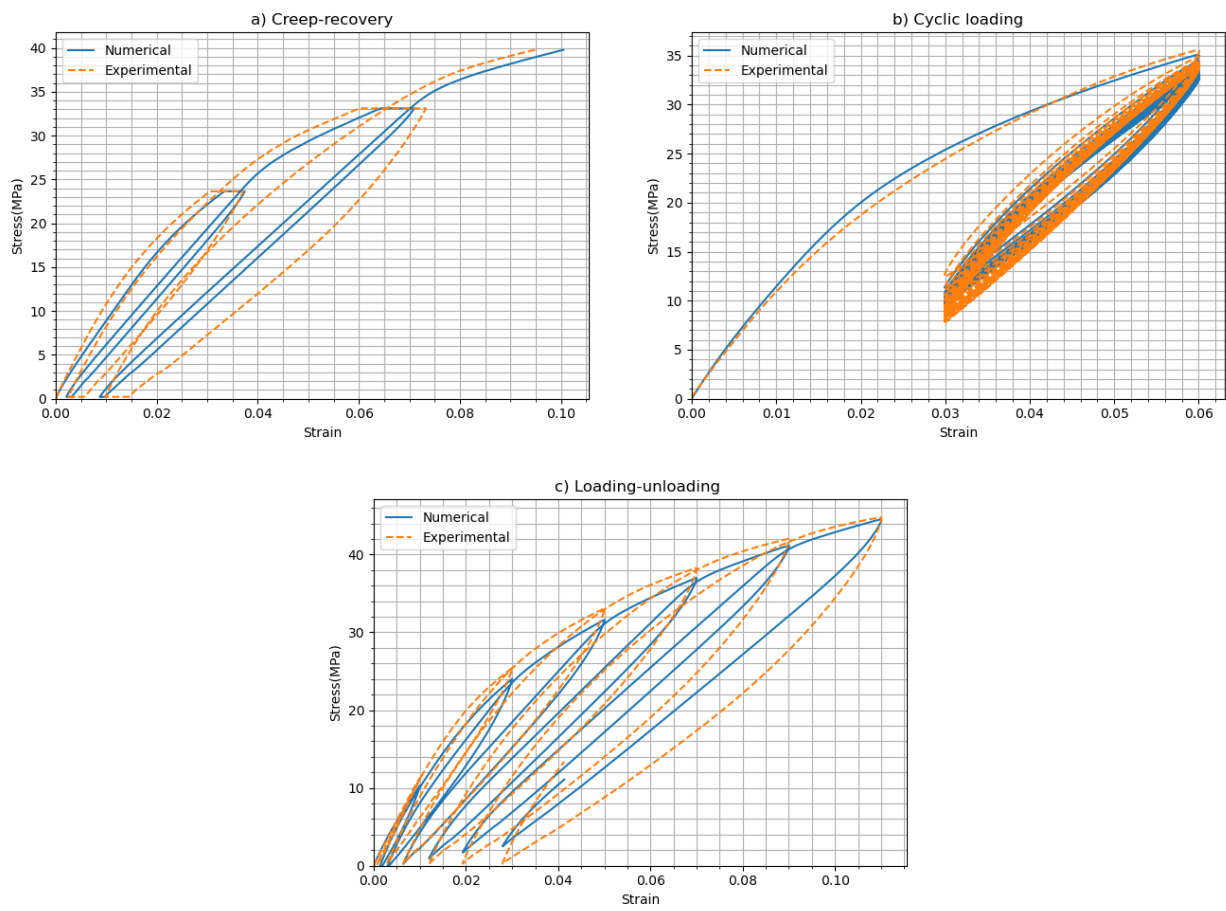 a) Creep-recovery
40
35
30
25
20
15
10
5
0
Stress(MPa)
Numerical
Experimental
0.00 0.02 0.04 0.06 0.08 0.10
Strain
b) Cyclic loading
35
30
25
20
15
10
5
0
Stress(MPa)
Numerical
Experimental
0.00 0.01 0.02 0.03 0.04 0.05 0.06
Strain
c) Loading-unloading
40
30
20
10
0
Stress(MPa)
Numerical
Experimental
0.00 0.02 0.04 0.06 0.08 0.10
Strain